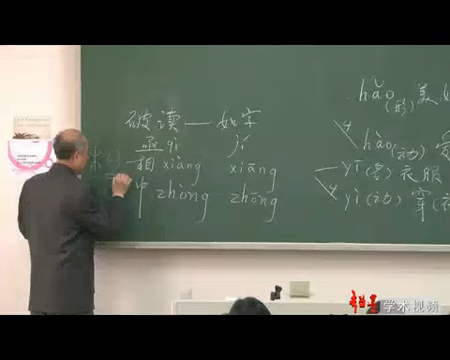 破读—如字
亟 qì jí
相 xiàng xiāng
中 zhòng zhōng
hǎo (形) 美
hào (动) 爱
yī (名) 衣服
yì (动) 穿
学术视频